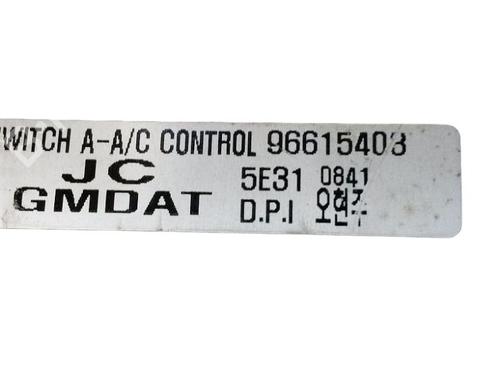 WITCH A-A/C CONTROL 96615403
JC 5E31 0841
GMDAT D.P.I 오현주